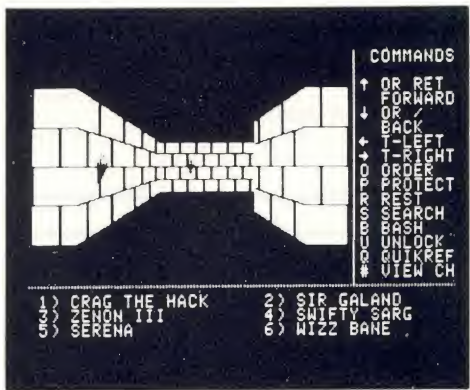 COMMANDS
↑ OR RET
FORWARD
↓ OR /
BACK
← T-LEFT
→ T-RIGHT
O ORDER
P PROTECT
R REST
S SEARCH
B BASH
U UNLOCK
Q QUIKREF
# VIEW CH
1) CRAG THE HACK 2) SIR GALAND
3) ZENON III 4) SWIFTY SARG
5) SERENA 6) WIZZ BANE